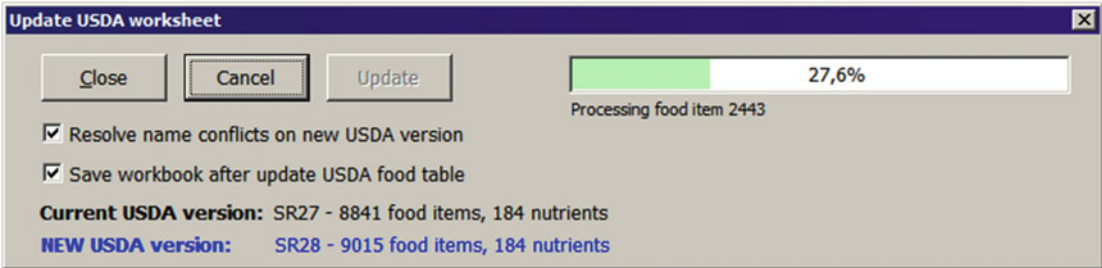 Update USDA worksheet
Close Cancel Update
27,6%
Processing food item 2443
Resolve name conflicts on new USDA version
Save workbook after update USDA food table
Current USDA version: SR27 - 8841 food items, 184 nutrients
NEW USDA version: SR28 - 9015 food items, 184 nutrients